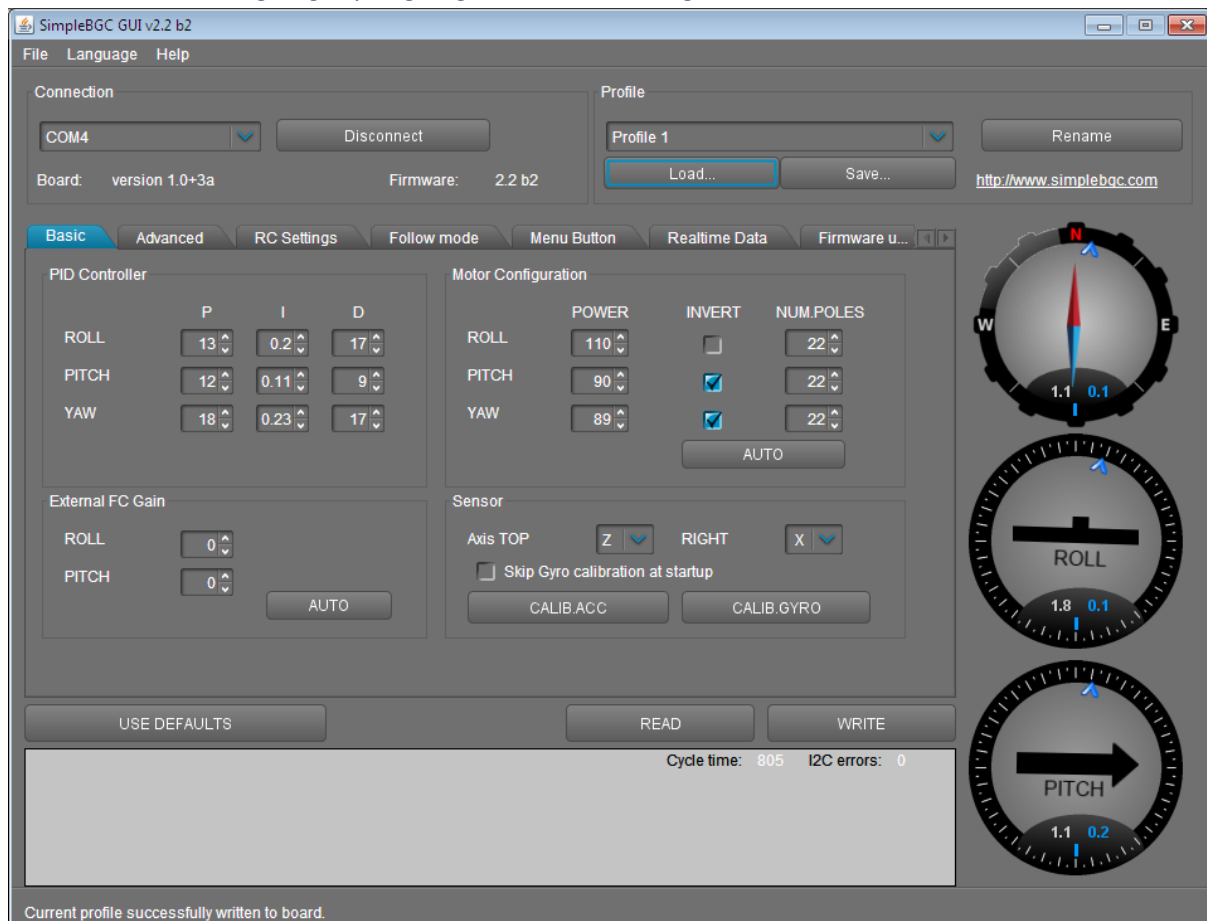 SimpleBGC GUI v2.2 b2
File Language Help
Connection
Profile
COM4 Disconnect
Profile 1 Rename
Load... Save...
Board: version 1.0+3a Firmware: 2.2 b2
http://www.simplebgc.com
Basic Advanced RC Settings Follow mode Menu Button Realtime Data Firmware u...
PID Controller
P I D
ROLL 13 0.2 17
PITCH 12 0.11 9
YAW 18 0.23 17
Motor Configuration
POWER INVERT NUM.POLES
ROLL 110 22
PITCH 90 22
YAW 89 22
AUTO
External FC Gain
ROLL 0
PITCH 0
AUTO
Sensor
Axis TOP Z RIGHT X
Skip Gyro calibration at startup
CALIB.ACC CALIB.GYRO
N
W E
1.1 0.1
ROLL
1.8 0.1
PITCH
1.1 0.2
USE DEFAULTS READ WRITE
Cycle time: 805 I2C errors: 0
Current profile successfully written to board.